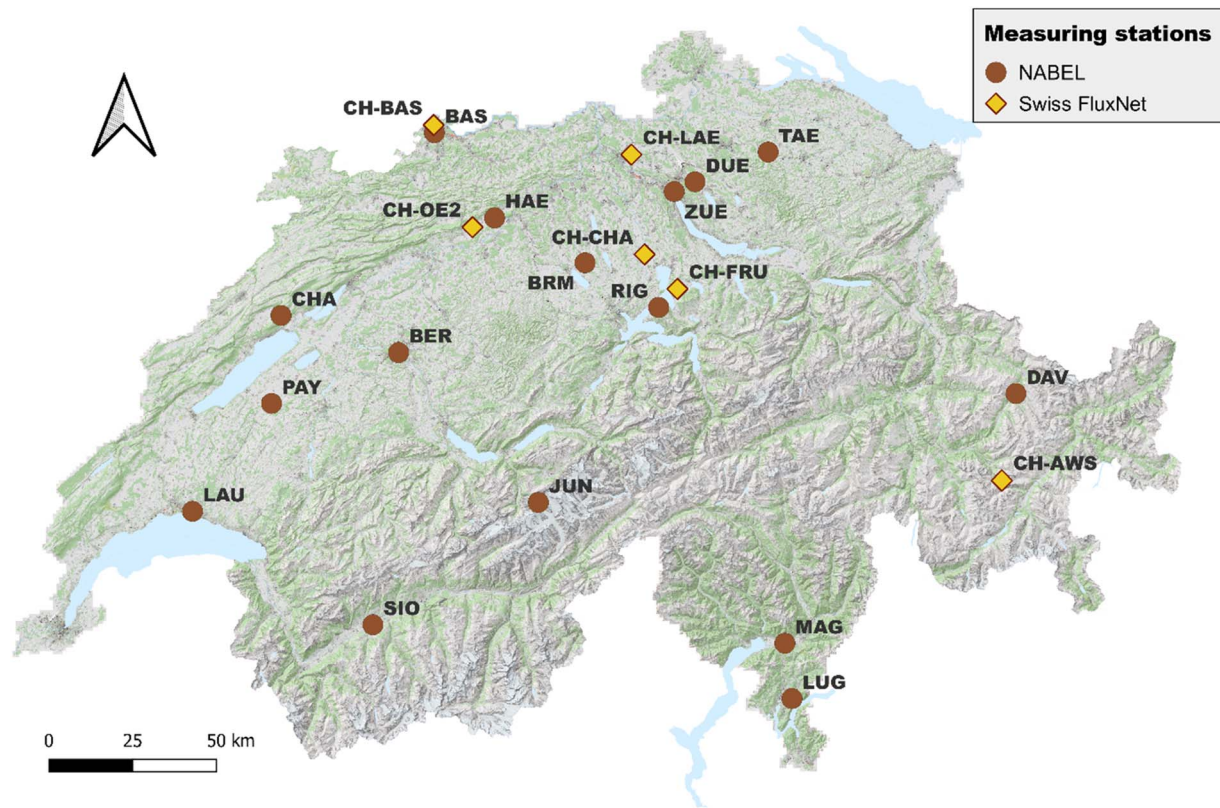 Measuring stations
NABEL
Swiss FluxNet
CH-BAS
BAS
CH-LAE
TAE
DUE
ZUE
CH-OE2
HAE
CH-CHA
BRM
CH-FRU
RIG
CHA
BER
PAY
DAV
CH-AWS
LAU
JUN
SIO
MAG
LUG
0 25 50 km